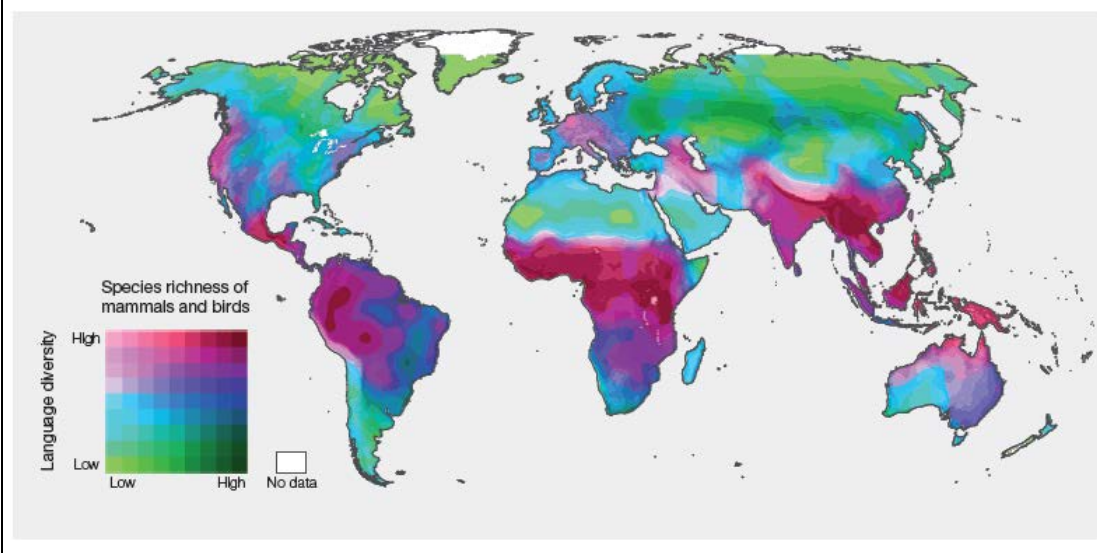 Species richness of
mammals and birds
High
Language diversity
Low
Low
High
No data